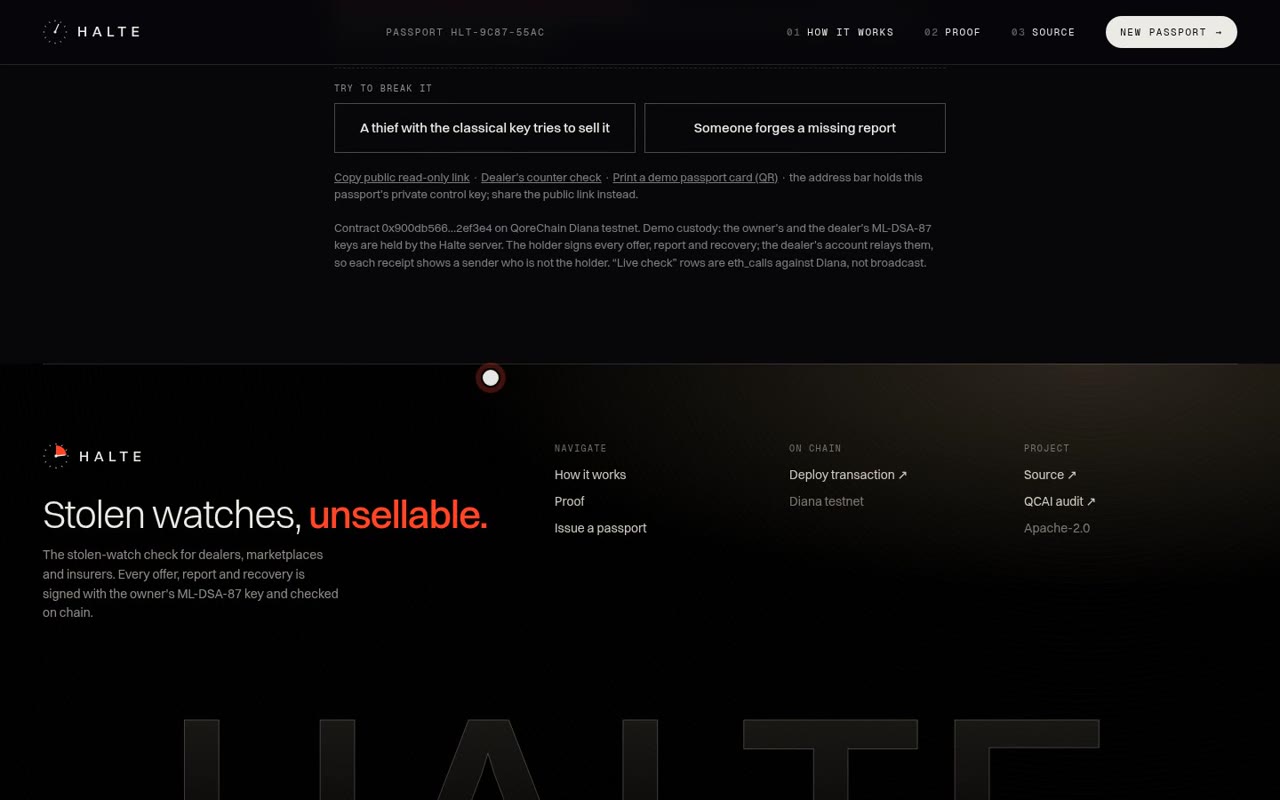 HALTE
PASSPORT HLT-9C87-55AC
01 HOW IT WORKS
02 PROOF
03 SOURCE
NEW PASSPORT →
TRY TO BREAK IT
A thief with the classical key tries to sell it
Someone forges a missing report
Copy public read-only link · Dealer's counter check · Print a demo passport card (QR) · the address bar holds this
passport's private control key; share the public link instead.
Contract 0x900db566…2ef3e4 on QoreChain Diana testnet. Demo custody: the owner's and the dealer's ML-DSA-87
keys are held by the Halte server. The holder signs every offer, report and recovery; the dealer's account relays them,
so each receipt shows a sender who is not the holder. “Live check” rows are eth_calls against Diana, not broadcast.
HALTE
Stolen watches, unsellable.
The stolen-watch check for dealers, marketplaces
and insurers. Every offer, report and recovery is
signed with the owner's ML-DSA-87 key and checked
on chain.
NAVIGATE
How it works
Proof
Issue a passport
ON CHAIN
Deploy transaction ↗
Diana testnet
PROJECT
Source ↗
QCAI audit ↗
Apache-2.0
HALTE